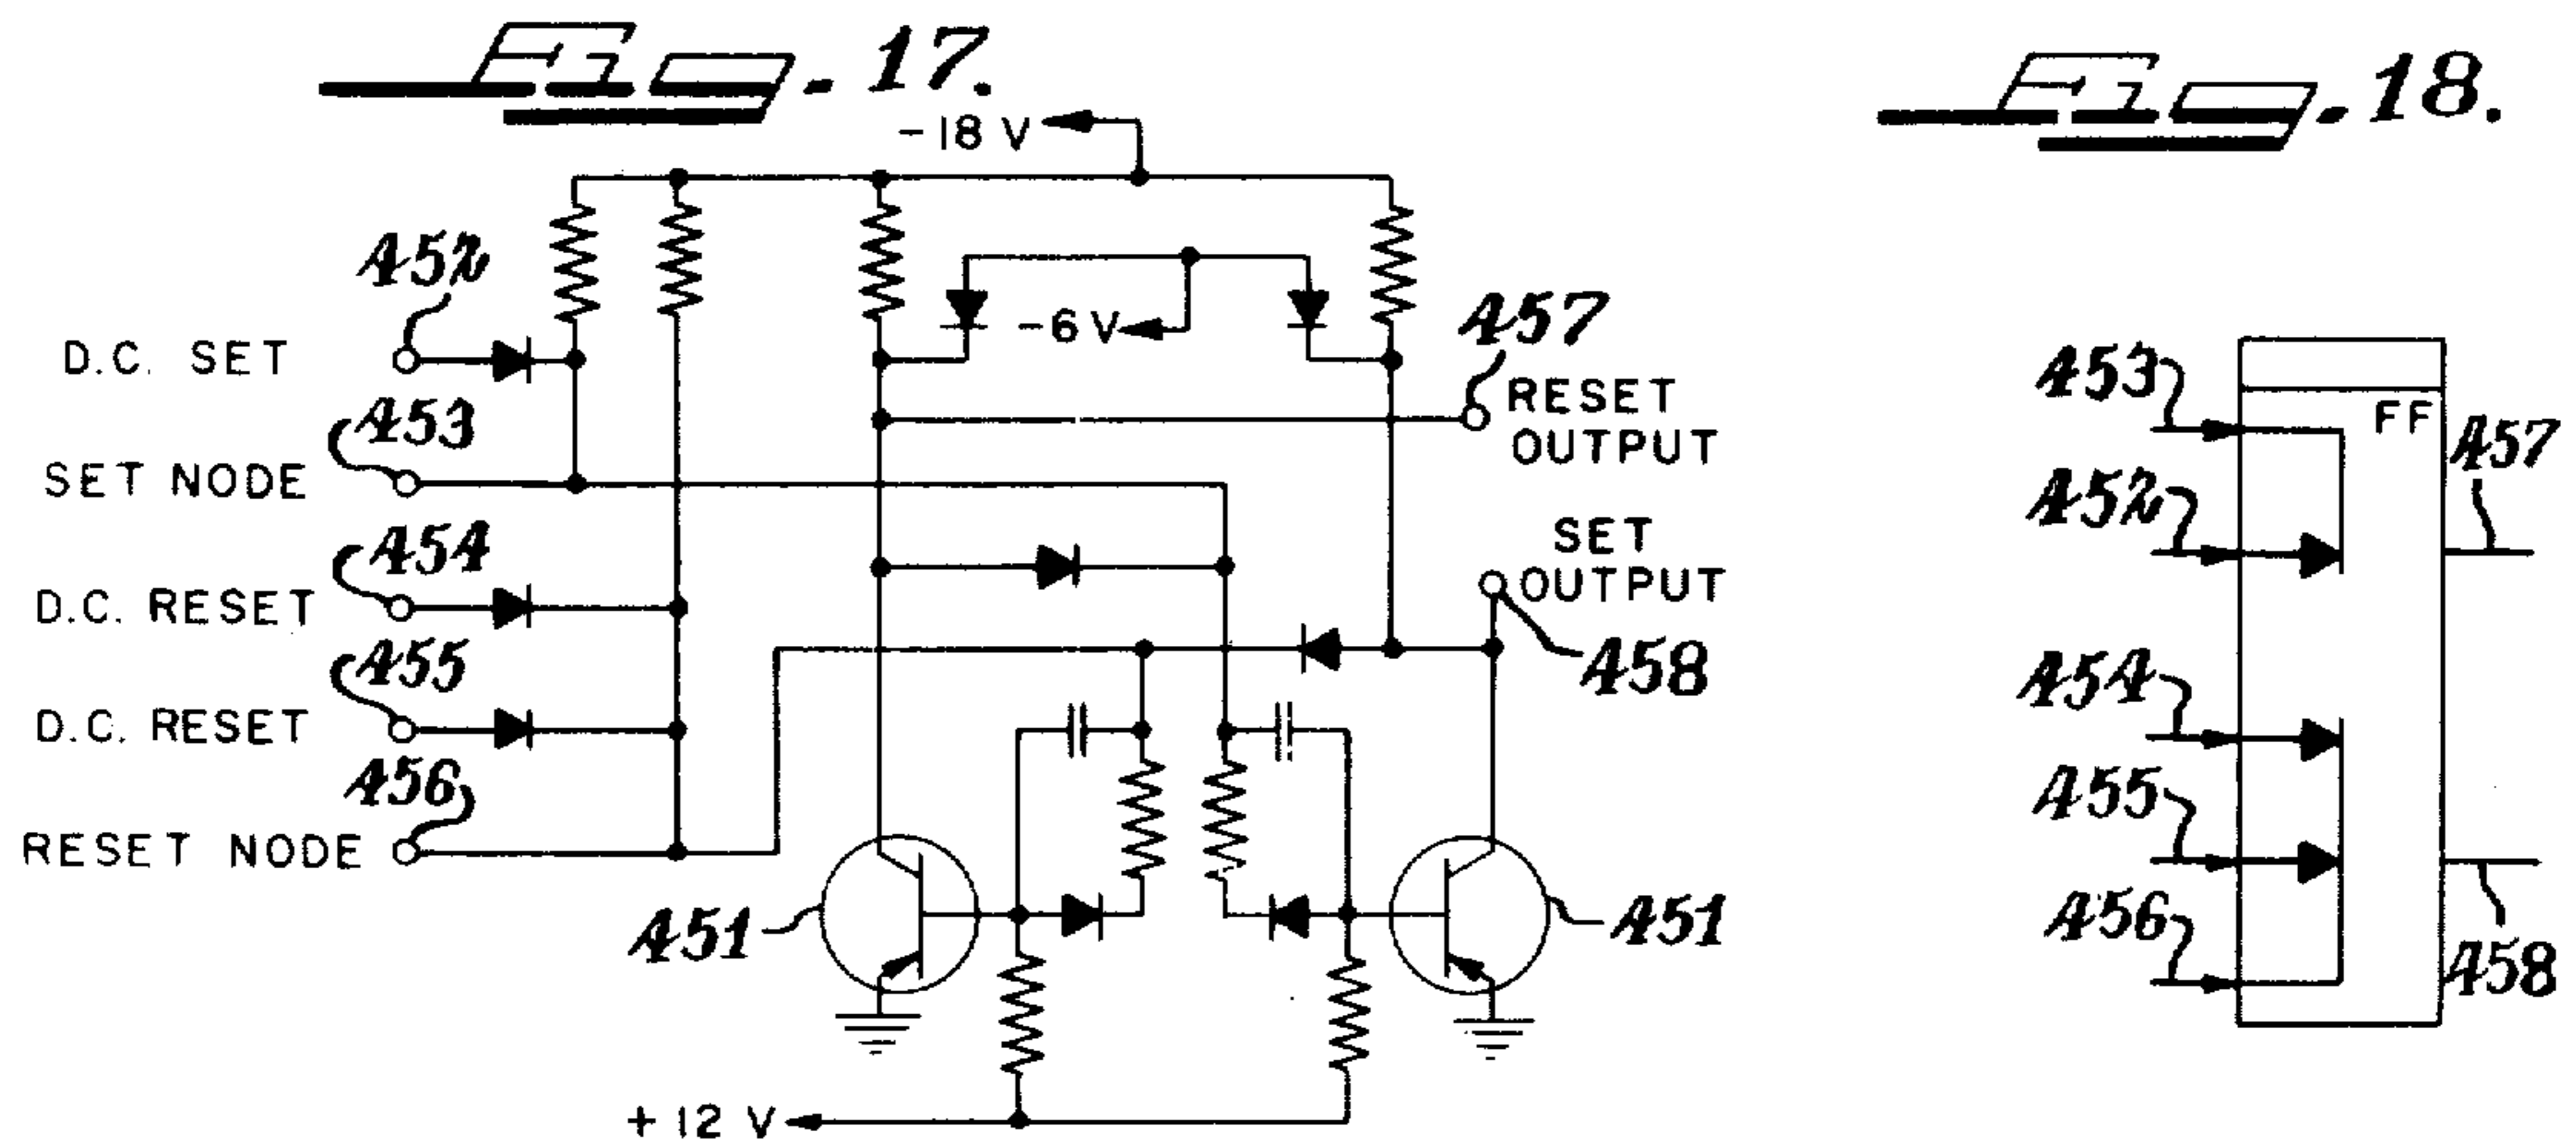 Fig. 17.
-18 V
452
D.C. SET
-6 V
457
RESET
OUTPUT
453
SET NODE
SET
OUTPUT
454
D.C. RESET
458
455
D.C. RESET
456
RESET NODE
451
451
+12 V
Fig. 18.
453
FF
457
452
454
455
456
458